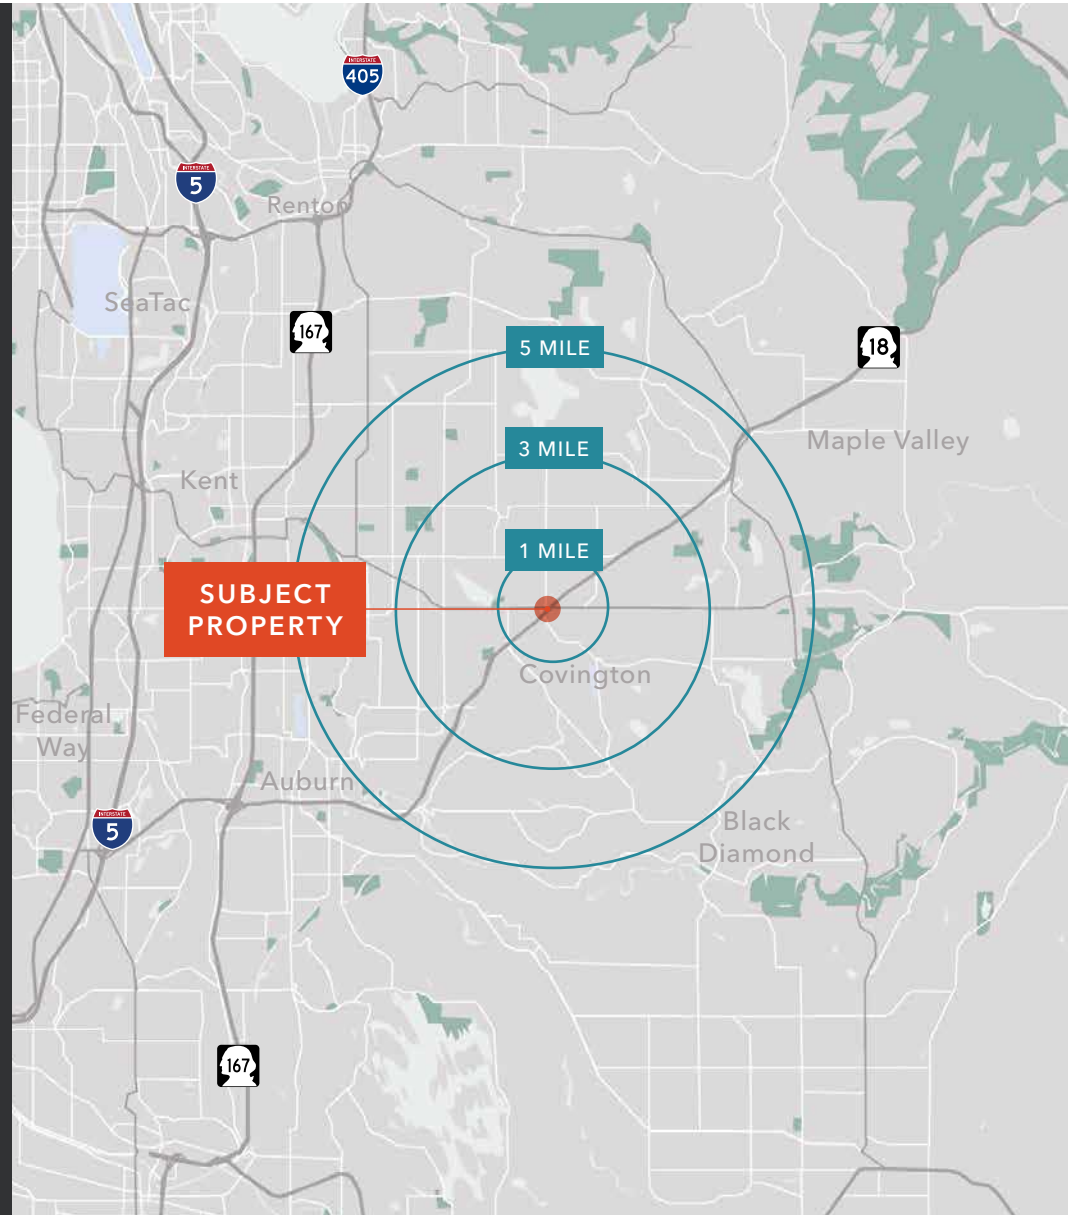 INTERSTATE
405
INTERSTATE
5
Renton
SeaTac
167
5 MILE
18
3 MILE
Maple Valley
Kent
1 MILE
SUBJECT
PROPERTY
Covington
Federal
Way
Auburn
INTERSTATE
5
Black
Diamond
167